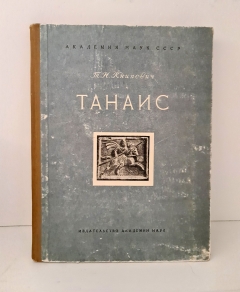 АКАДЕМИЯ НАУК СССР
Т. Н. Книпович
ТАНАИС
ИЗДАТЕЛЬСТВО АКАДЕМИИ НАУК